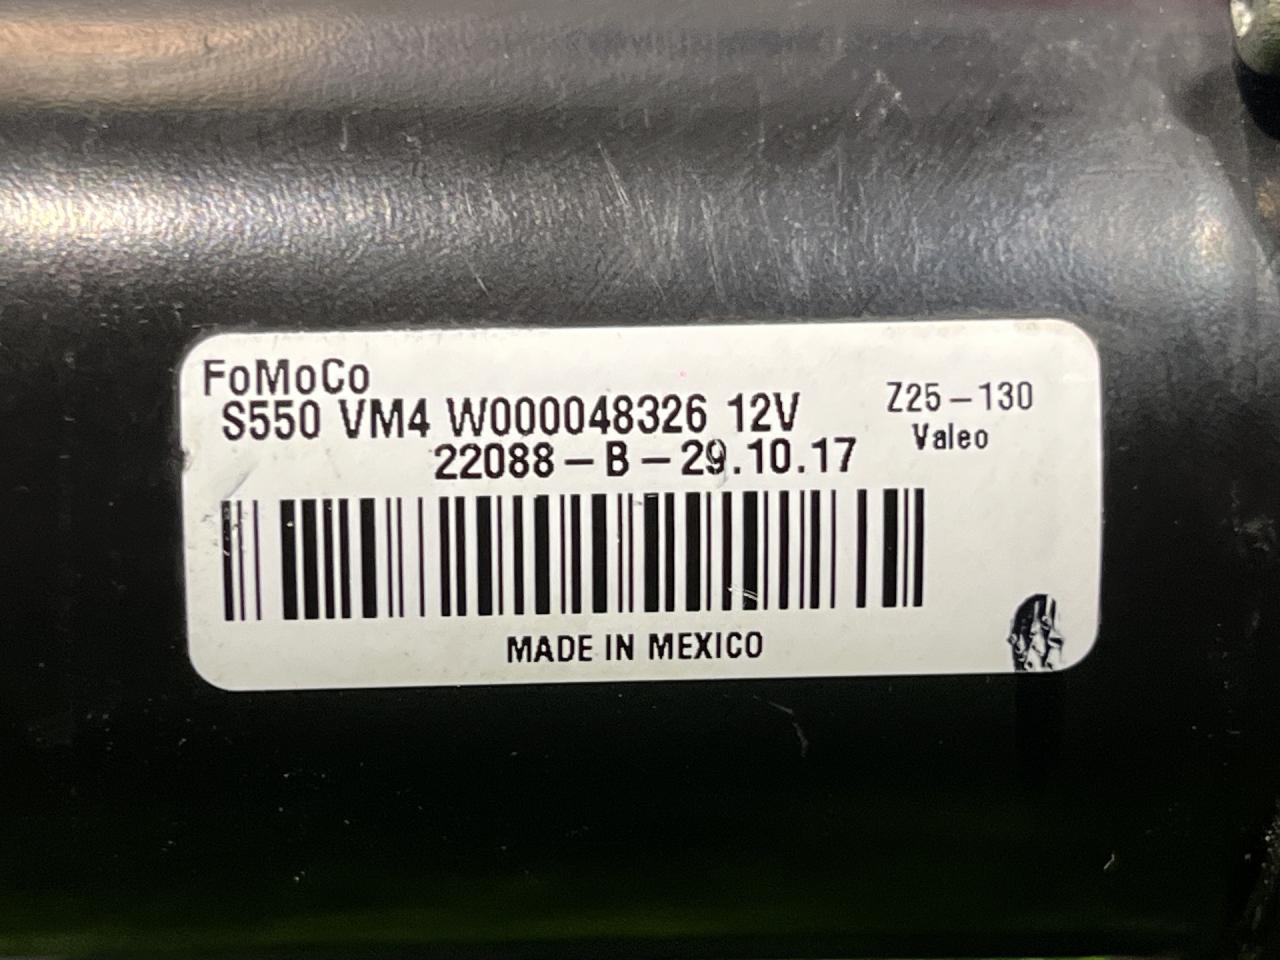 FoMoCo
S550 VM4 W000048326 12V
Z25-130
Valeo
22088-B-29.10.17
MADE IN MEXICO